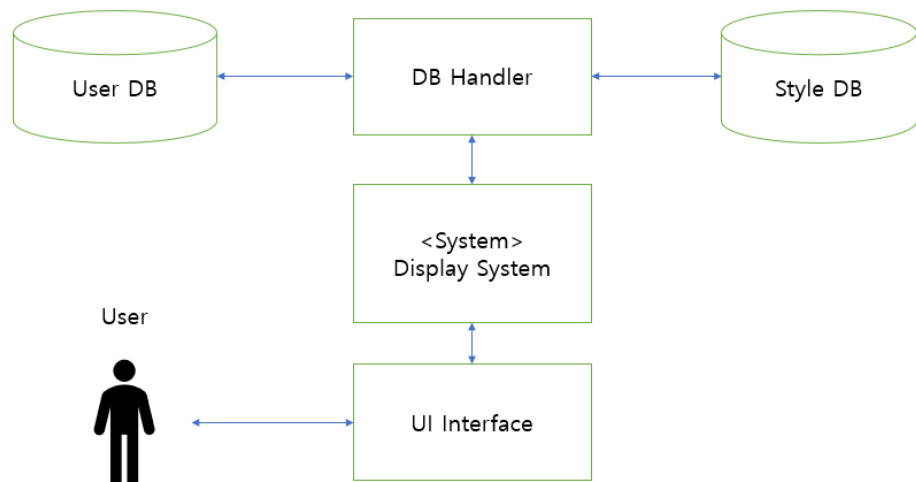 User DB
DB Handler
Style DB
<System>
Display System
User
UI Interface